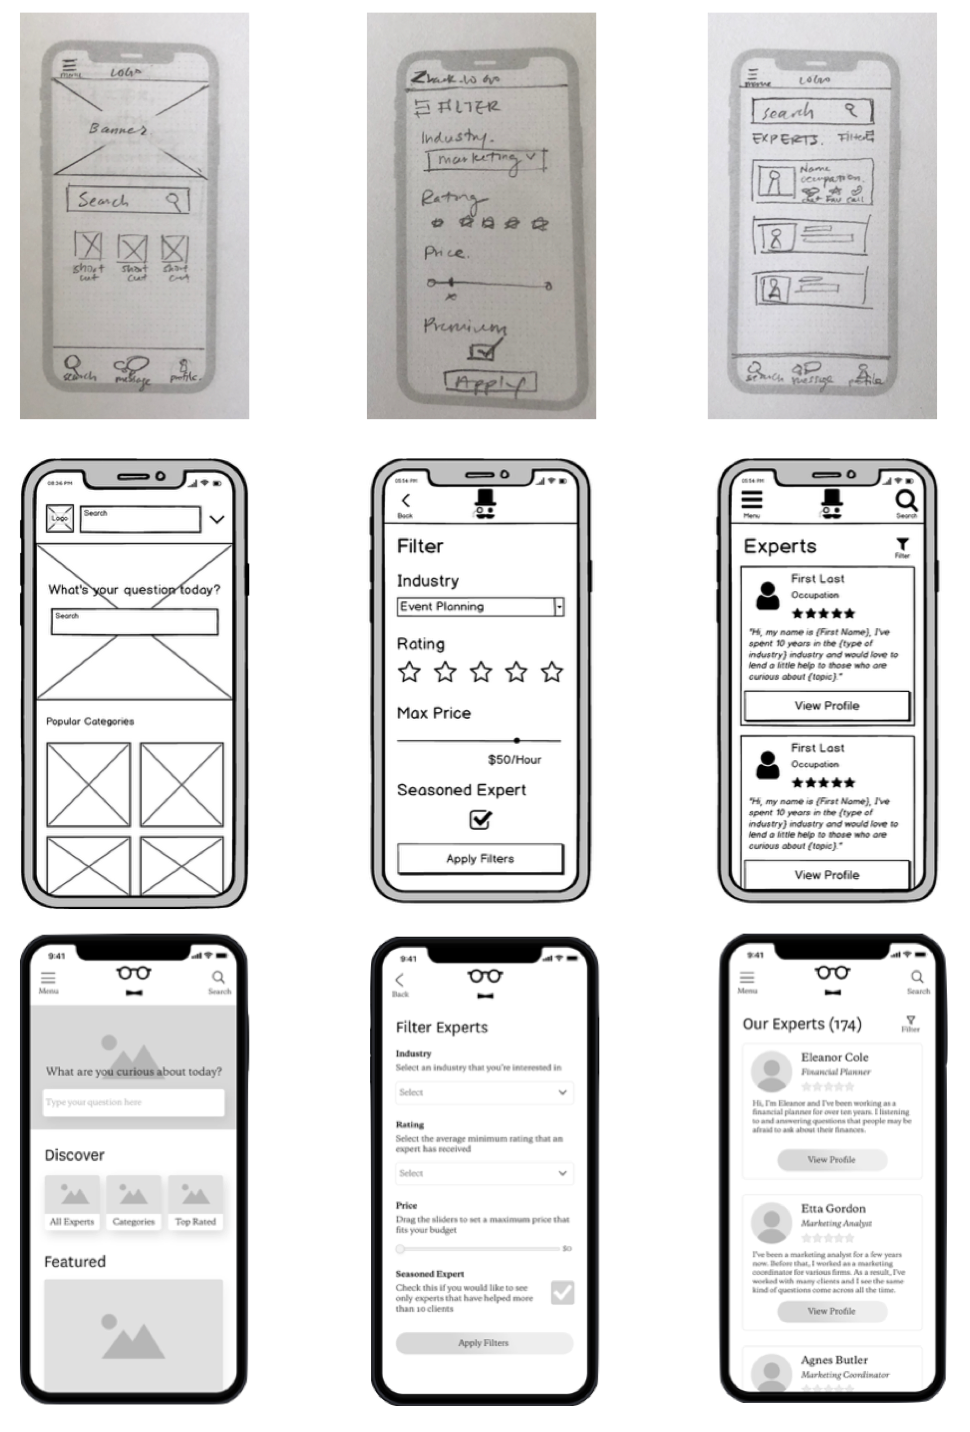 menu
LOGO
Banner.
Search
short cut
short cut
short cut
search
message
profile.
back.
FILTER
Industry.
marketing
Rating
Price.
Premium
Apply
menu
LOGO
search
EXPERTS. Filter
Name
occupation.
chat Fav call
search
message
profile
08:36 PM
Logo
Search
What's your question today?
Search
Popular Categories
05:56 PM
Back
Filter
Industry
Event Planning
Rating
Max Price
$50/Hour
Seasoned Expert
Apply Filters
05:56 PM
Menu
Search
Experts
Filter
First Last
Occupation
"Hi, my name is {First Name}, I've
spent 10 years in the {type of
industry} industry and would love to
lend a little help to those who are
curious about {topic}."
View Profile
First Last
Occupation
"Hi, my name is {First Name}, I've
spent 10 years in the {type of
industry} industry and would love to
lend a little help to those who are
curious about {topic}."
View Profile
9:41
Menu
Search
What are you curious about today?
Type your question here
Discover
All Experts
Categories
Top Rated
Featured
9:41
Back
Filter Experts
Industry
Select an industry that you're interested in
Select
Rating
Select the average minimum rating that an
expert has received
Select
Price
Drag the sliders to set a maximum price that
fits your budget
$0
Seasoned Expert
Check this if you would like to see
only experts that have helped more
than 10 clients
Apply Filters
9:41
Menu
Search
Our Experts (174)
Filter
Eleanor Cole
Financial Planner
Hi, I'm Eleanor and I've been working as a
financial planner for over ten years. I listening
to and answering questions that people may be
afraid to ask about their finances.
View Profile
Etta Gordon
Marketing Analyst
I've been a marketing analyst for a few years
now. Before that, I worked as a marketing
coordinator for various firms. As a result, I've
worked with many clients and I see the same
kind of questions come across all the time.
View Profile
Agnes Butler
Marketing Coordinator